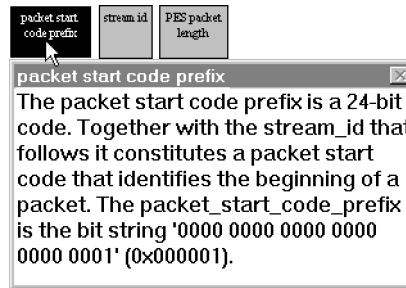 packet start
code prefix
stream id
PES packet
length
packet start code prefix
The packet start code prefix is a 24-bit
code. Together with the stream_id that
follows it constitutes a packet start
code that identifies the beginning of a
packet. The packet_start_code_prefix
is the bit string '0000 0000 0000 0000
0000 0001' (0x000001).